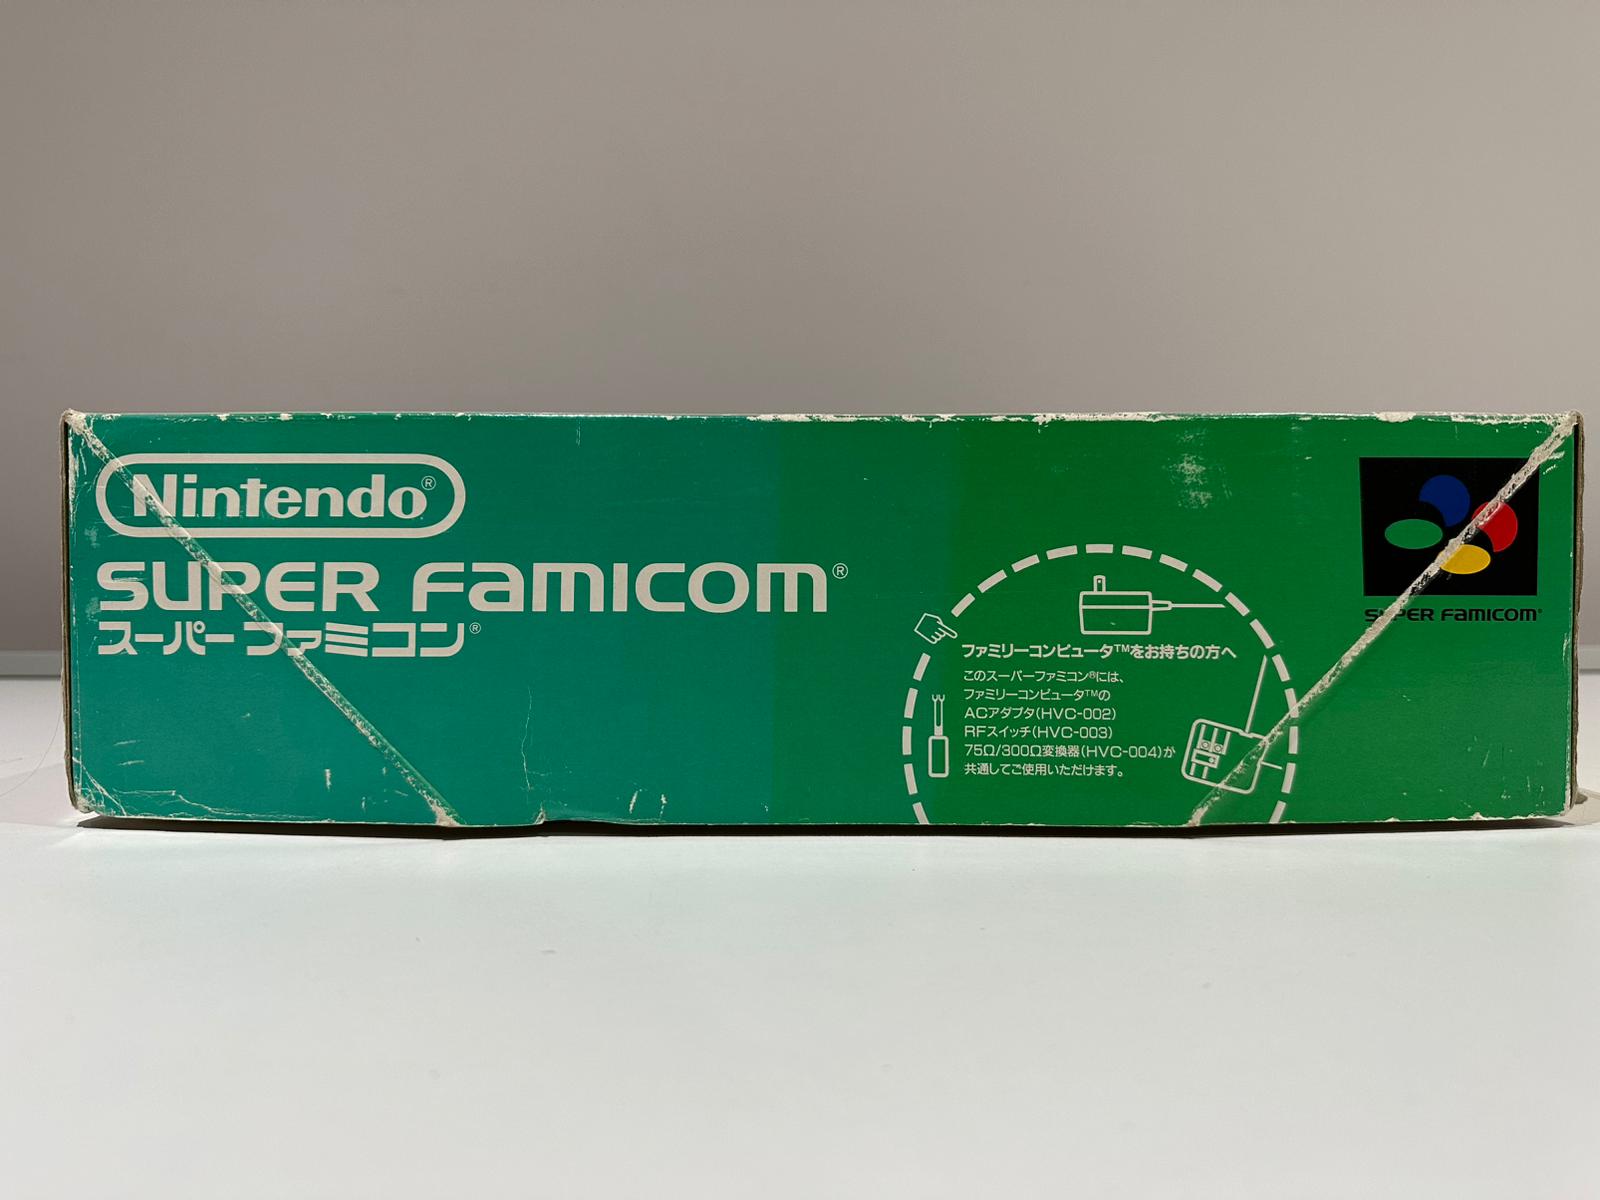 Nintendo®
SUPER FAMICOM®
スーパーファミコン®
ファミリーコンピュータ™をお持ちの方へ
このスーパーファミコン®には、
ファミリーコンピュータ™の
ACアダプタ(HVC-002)
RFスイッチ(HVC-003)
75Ω/300Ω変換器(HVC-004)が
共通してご使用いただけます。
SUPER FAMICOM®